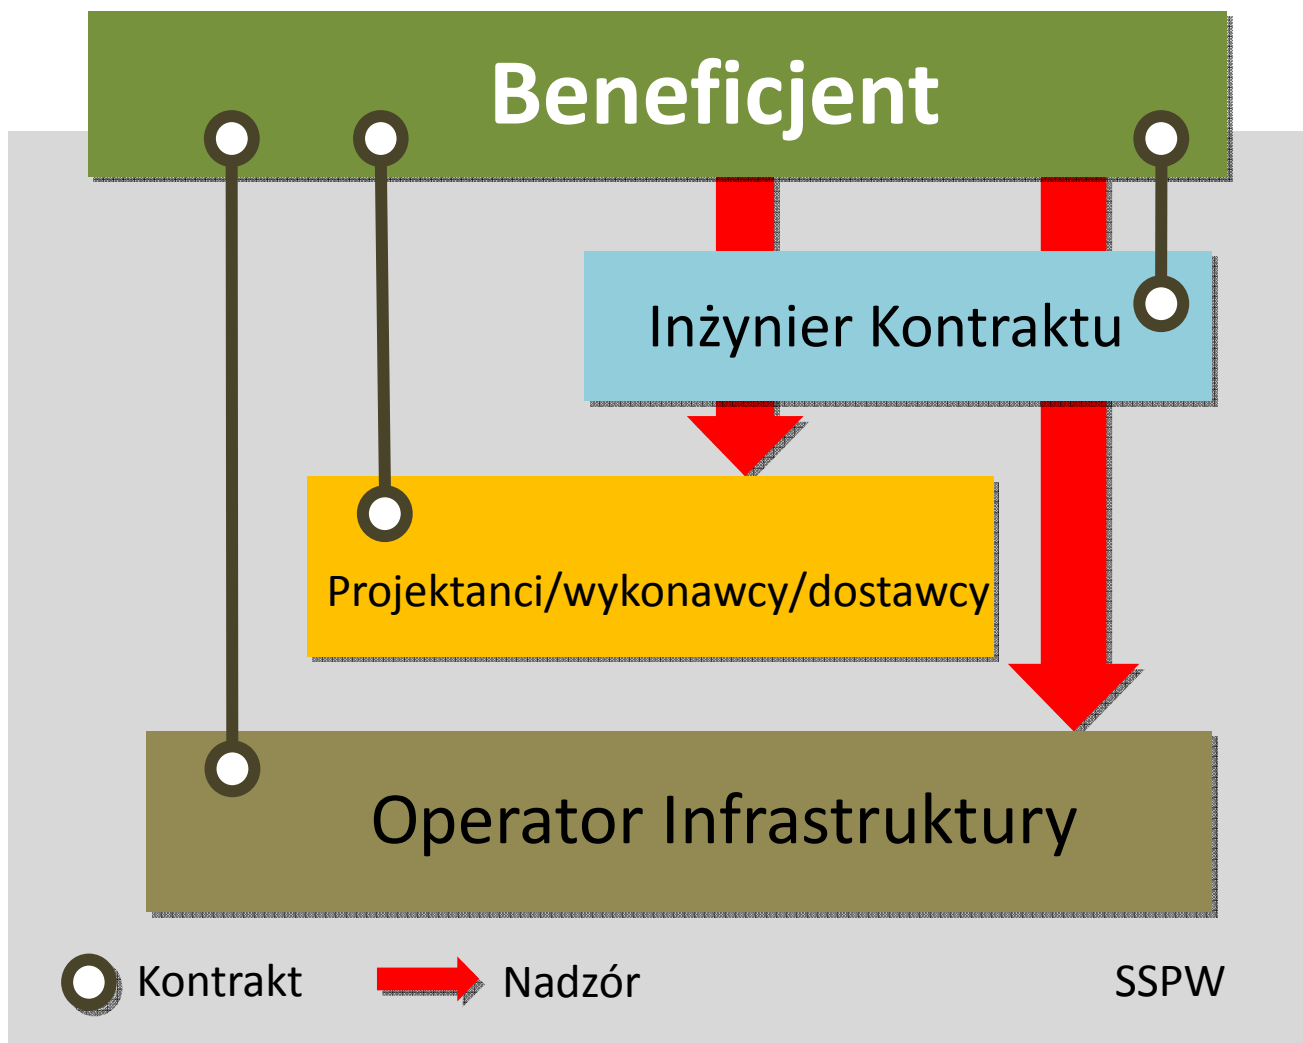 Beneficjent
Inżynier Kontraktu
Projektanci/wykonawcy/dostawcy
Operator Infrastruktury
Kontrakt
Nadzór
SSPW